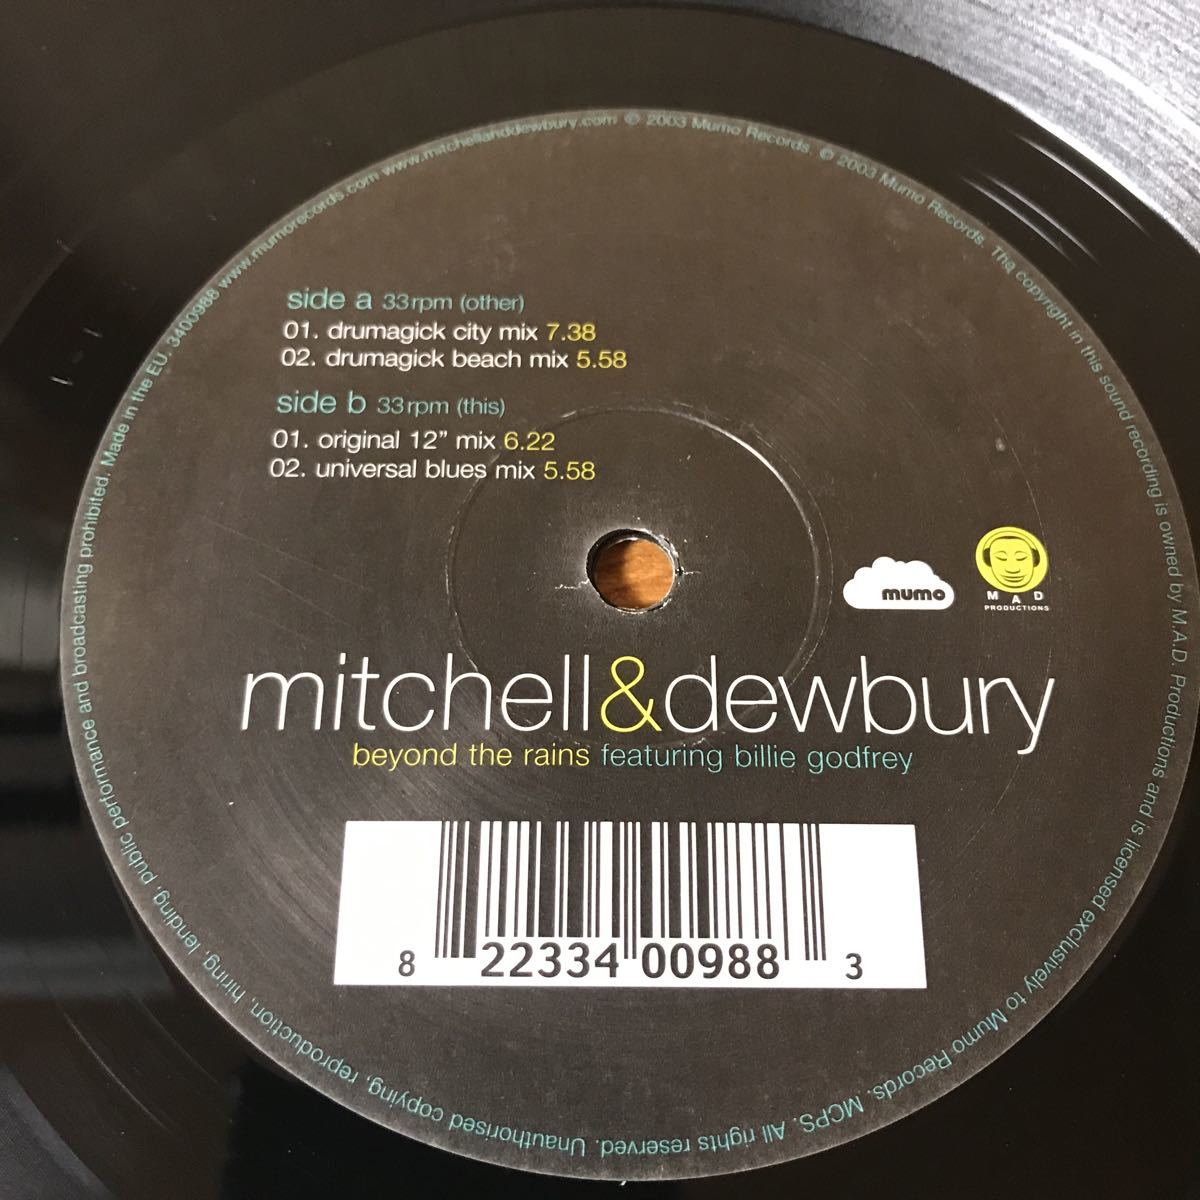 side a 33rpm (other)
01. drumagick city mix 7.38
02. drumagick beach mix 5.58
side b 33rpm (this)
01. original 12” mix 6.22
02. universal blues mix 5.58
mumo
MAD
PRODUCTIONS
mitchell&dewbury
beyond the rains featuring billie godfrey
8 22334 00988 3
www.mumorecords.com www.mitchellanddewbury.com © 2003 Mumo Records. © 2003 Mumo Records. The copyright in this sound recording is owned by M.A.D. Productions and is licensed exclusively to Mumo Records. MCPS. All rights reserved. Unauthorised copying, reproduction, hiring, lending, public performance and broadcasting prohibited. Made in the EU. 3400988